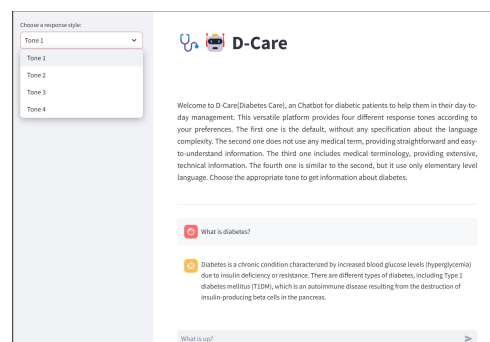 Choose a response style:
Tone 1
Tone 1
Tone 2
Tone 3
Tone 4
D-Care
Welcome to D-Care(Diabetes Care), an Chatbot for diabetic patients to help them in their day-to-
day management. This versatile platform provides four different response tones according to
your preferences. The first one is the default, without any specification about the language
complexity. The second one does not use any medical term, providing straightforward and easy-
to-understand information. The third one includes medical terminology, providing extensive,
technical information. The fourth one is similar to the second, but it use only elementary level
language. Choose the appropriate tone to get information about diabetes.
What is diabetes?
Diabetes is a chronic condition characterized by increased blood glucose levels (hyperglycemia)
due to insulin deficiency or resistance. There are different types of diabetes, including Type 1
diabetes mellitus (T1DM), which is an autoimmune disease resulting from the destruction of
insulin-producing beta cells in the pancreas.
What is up?